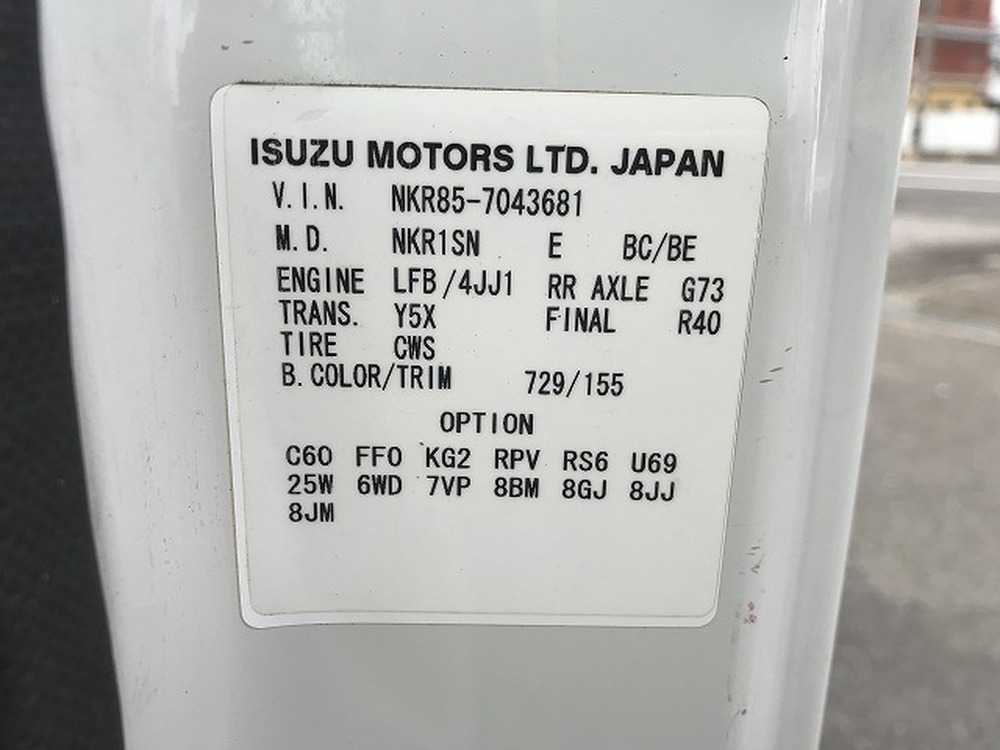 ISUZU MOTORS LTD. JAPAN
V.I.N. NKR85-7043681
M.D. NKR1SN E BC/BE
ENGINE LFB/4JJ1 RR AXLE G73
TRANS. Y5X FINAL R40
TIRE CWS
B.COLOR/TRIM 729/155
OPTION
C60 FF0 KG2 RPV RS6 U69
25W 6WD 7VP 8BM 8GJ 8JJ
8JM